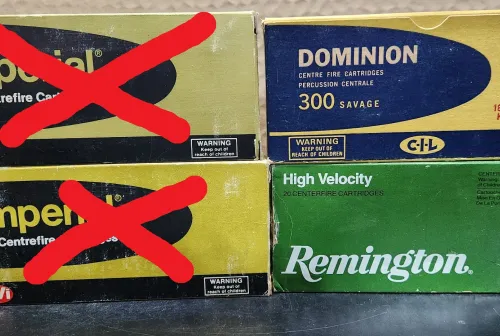 perial®
WARNING
Keep out of
reach of children
DOMINION
CENTRE FIRE CARTRIDGES
PERCUSSION CENTRALE
300 SAVAGE
WARNING
KEEP OUT OF
REACH OF CHILDREN
C-I-L
mperial®
Centrefire
WARNING
Keep out of
reach of children
High Velocity
20 CENTERFIRE CARTRIDGES
Remington®